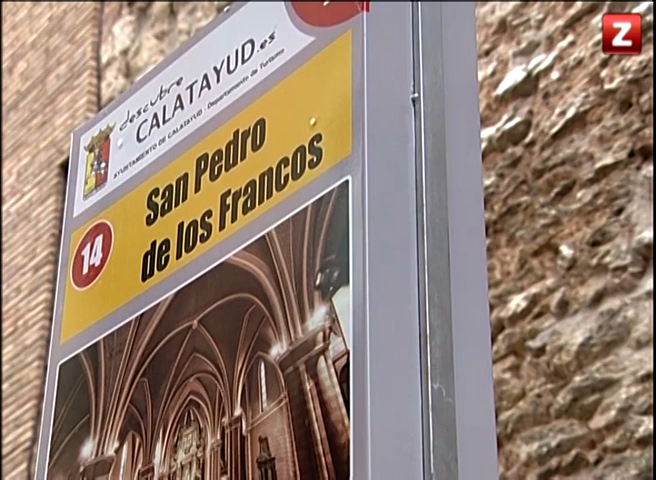 Z
descubre
CALATAYUD.es
AYUNTAMIENTO DE CALATAYUD - Departamento de Turismo
14
San Pedro
de los Francos